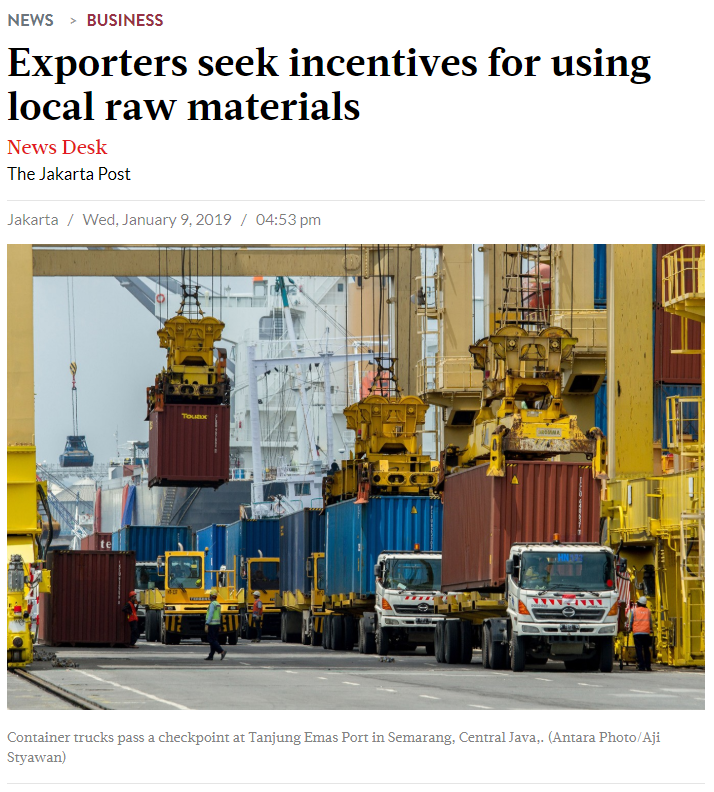 NEWS > BUSINESS
Exporters seek incentives for using
local raw materials
News Desk
The Jakarta Post
Jakarta / Wed, January 9, 2019 / 04:53 pm
Touax
te
Container trucks pass a checkpoint at Tanjung Emas Port in Semarang, Central Java,. (Antara Photo/Aji
Styawan)